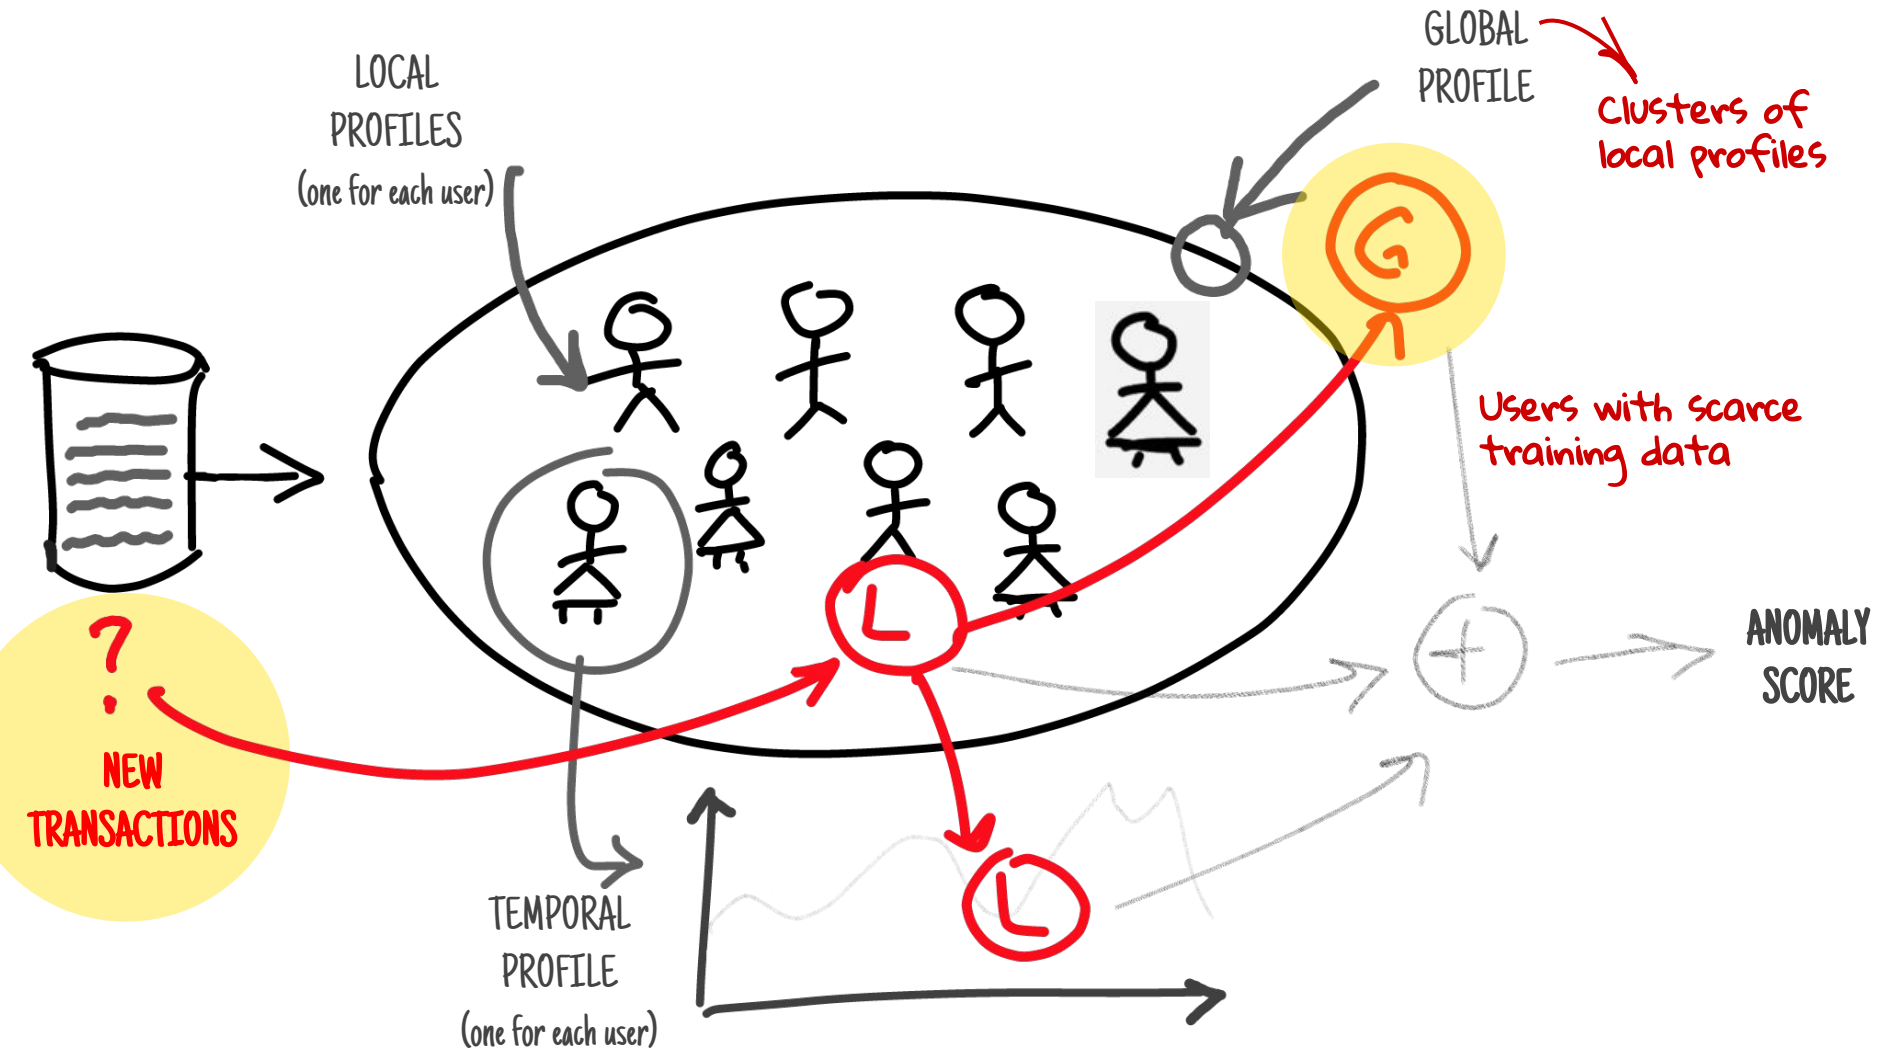 LOCAL
PROFILES
(one for each user)
GLOBAL
PROFILE
Clusters of
local profiles
G
Users with scarce
training data
L
+
ANOMALY
SCORE
?
NEW
TRANSACTIONS
L
TEMPORAL
PROFILE
(one for each user)